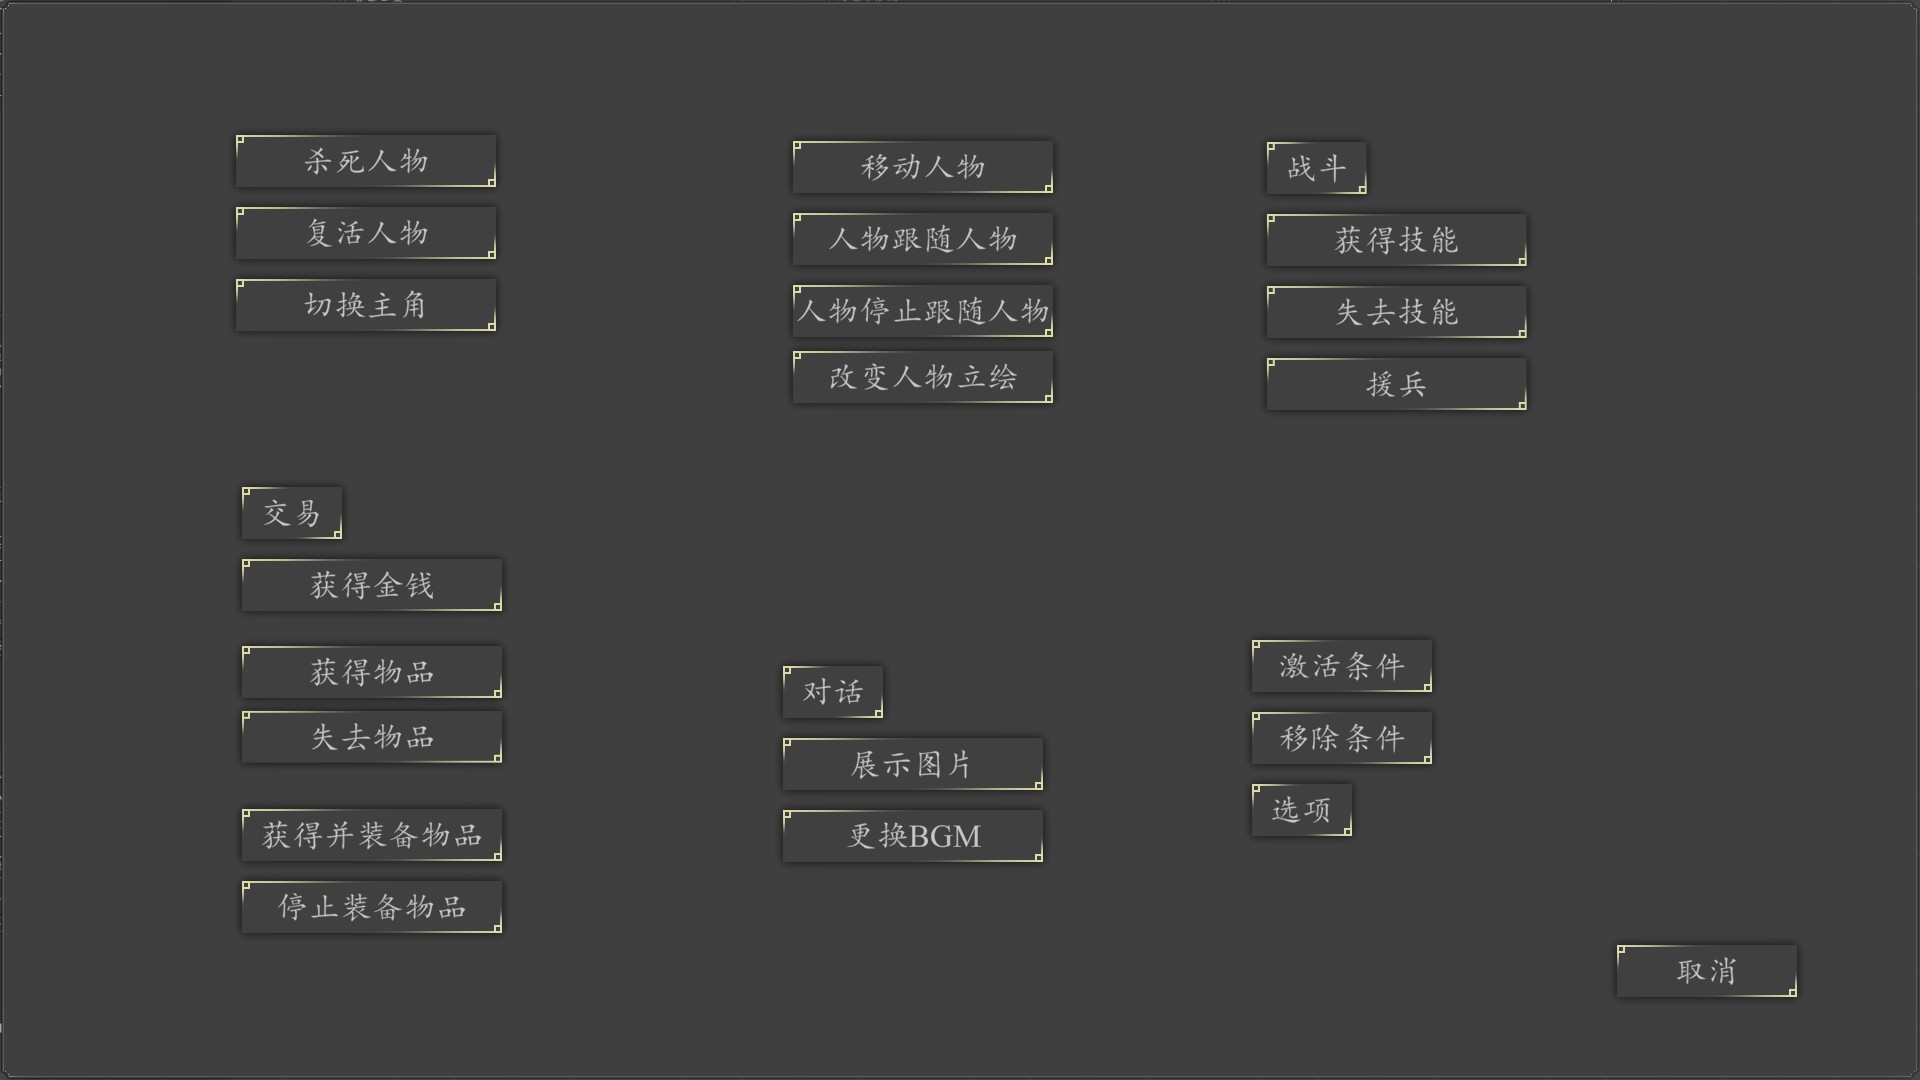 杀死人物
复活人物
切换主角
移动人物
人物跟随人物
人物停止跟随人物
改变人物立绘
战斗
获得技能
失去技能
援兵
交易
获得金钱
获得物品
失去物品
获得并装备物品
停止装备物品
对话
展示图片
更换BGM
激活条件
移除条件
选项
取消